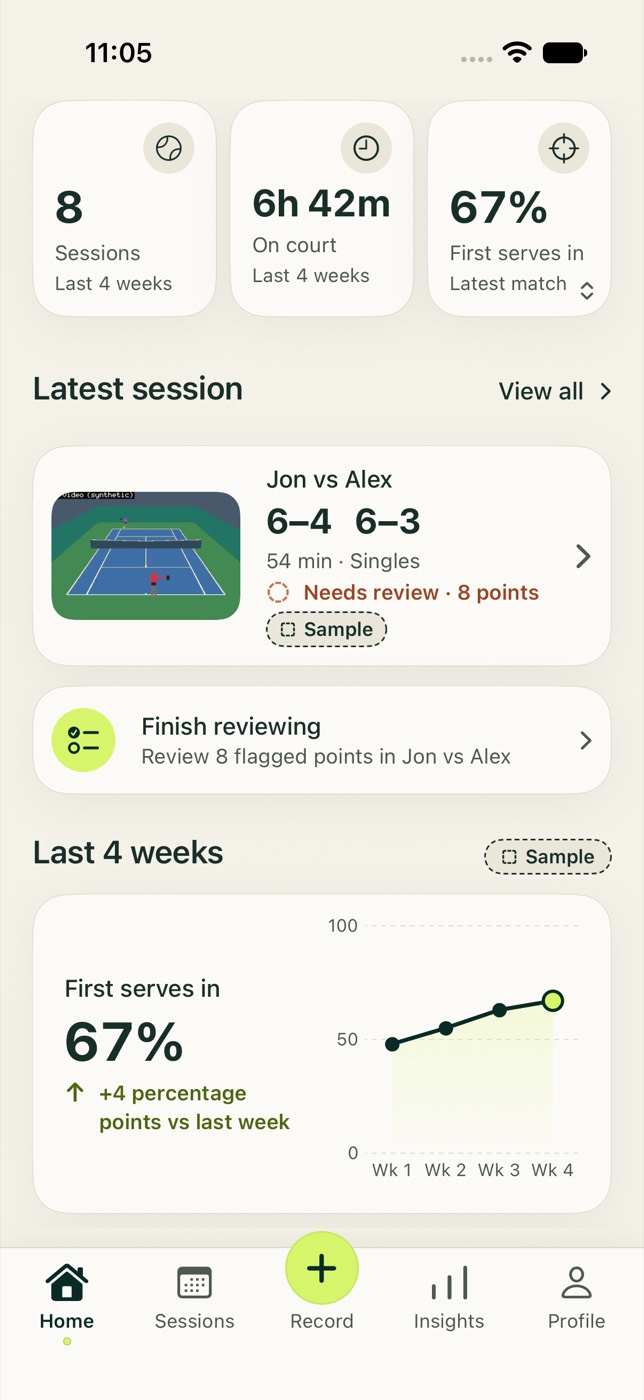 11:05
8
Sessions
Last 4 weeks
6h 42m
On court
Last 4 weeks
67%
First serves in
Latest match
Latest session
View all
video (synthetic)
Jon vs Alex
6–4 6–3
54 min · Singles
Needs review · 8 points
Sample
Finish reviewing
Review 8 flagged points in Jon vs Alex
Last 4 weeks
Sample
First serves in
67%
+4 percentage
points vs last week
100
50
0
Wk 1 Wk 2 Wk 3 Wk 4
Home
Sessions
Record
Insights
Profile